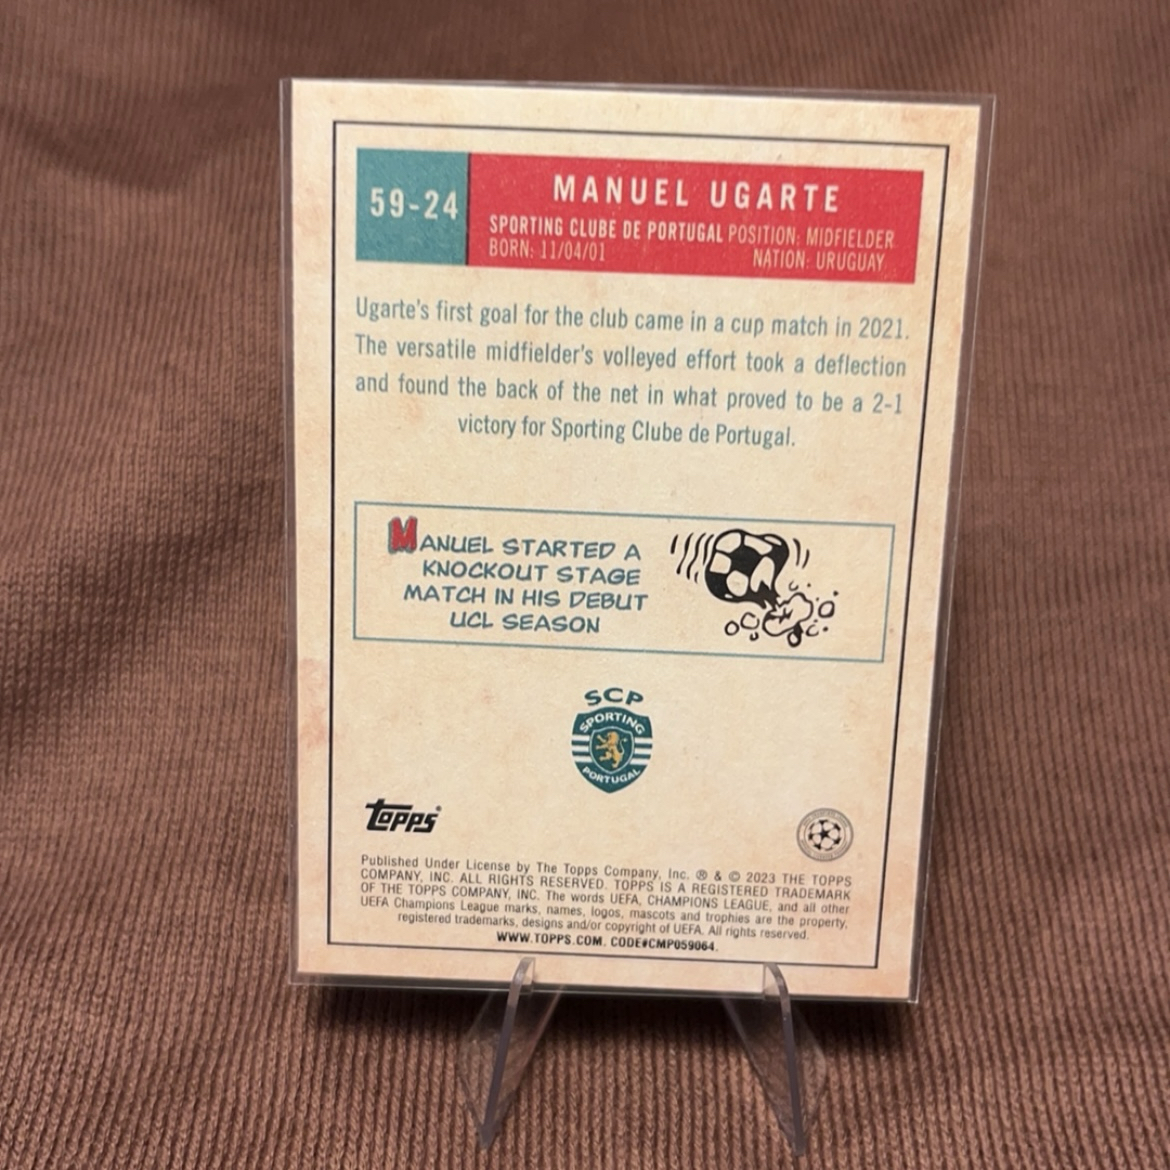 59-24
MANUEL UGARTE
SPORTING CLUBE DE PORTUGAL POSITION: MIDFIELDER
BORN: 11/04/01 NATION: URUGUAY
Ugarte's first goal for the club came in a cup match in 2021.
The versatile midfielder's volleyed effort took a deflection
and found the back of the net in what proved to be a 2-1
victory for Sporting Clube de Portugal.
MANUEL STARTED A
KNOCKOUT STAGE
MATCH IN HIS DEBUT
UCL SEASON
SCP
SPORTING
PORTUGAL
Topps®
Published Under License by The Topps Company, Inc. ® & © 2023 THE TOPPS
COMPANY, INC. ALL RIGHTS RESERVED. TOPPS IS A REGISTERED TRADEMARK
OF THE TOPPS COMPANY, INC. The words UEFA, CHAMPIONS LEAGUE, and all other
UEFA Champions League marks, names, logos, mascots and trophies are the property,
registered trademarks, designs and/or copyright of UEFA. All rights reserved.
WWW.TOPPS.COM. CODE#CMP059064.